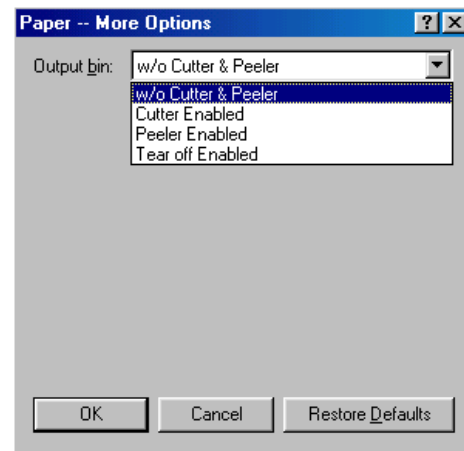 Paper -- More Options
Output bin: w/o Cutter & Peeler
w/o Cutter & Peeler
Cutter Enabled
Peeler Enabled
Tear off Enabled
OK Cancel Restore Defaults